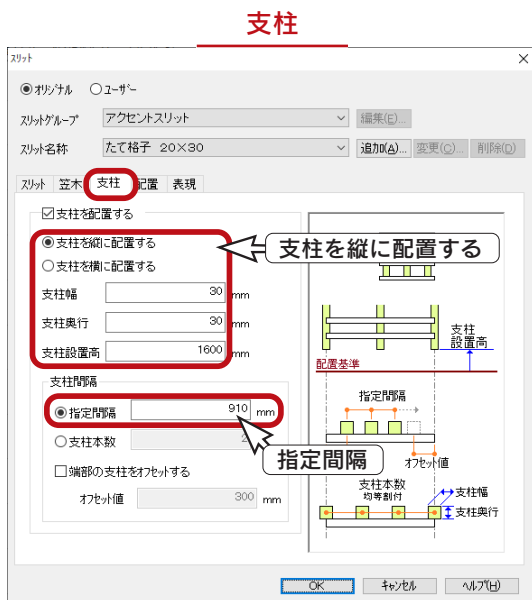 支柱
スリット
オリジナル ユーザー
スリットグループ アクセントスリット 編集(E)...
スリット名称 たて格子 20×30 追加(A)... 変更(C)... 削除(D)
スリット 笠木 支柱 配置 表現
支柱を配置する
支柱を縦に配置する
支柱を縦に配置する
支柱を横に配置する
支柱幅 30 mm
支柱奥行 30 mm
支柱設置高 1600 mm
支柱間隔
指定間隔 910 mm
支柱本数 2
指定間隔
端部の支柱をオフセットする
オフセット値 300 mm
支柱
設置高
配置基準
指定間隔
オフセット値
支柱本数
均等割付
支柱幅
支柱奥行
OK キャンセル ヘルプ(H)